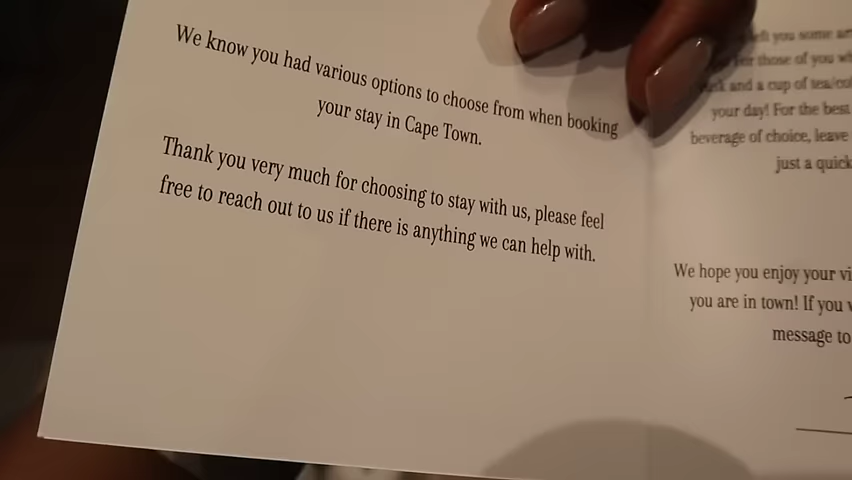 We know you had various options to choose from when booking
your stay in Cape Town.
Thank you very much for choosing to stay with us, please feel
free to reach out to us if there is anything we can help with.
left you some
For those of you
and a cup of
your day! For the best
beverage of choice, leave
just a quick
We hope you enjoy your
you are in town! If you
message to